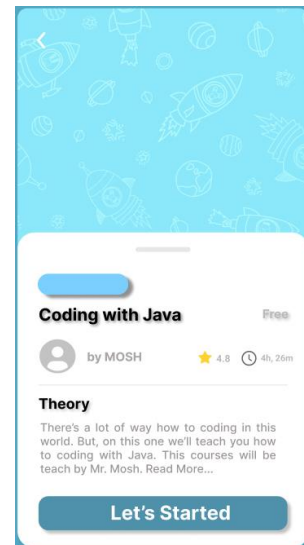 Coding with Java
Free
by MOSH
4.8
4h, 26m
Theory
There's a lot of way how to coding in this
world. But, on this one we'll teach you how
to coding with Java. This courses will be
teach by Mr. Mosh. Read More...
Let's Started